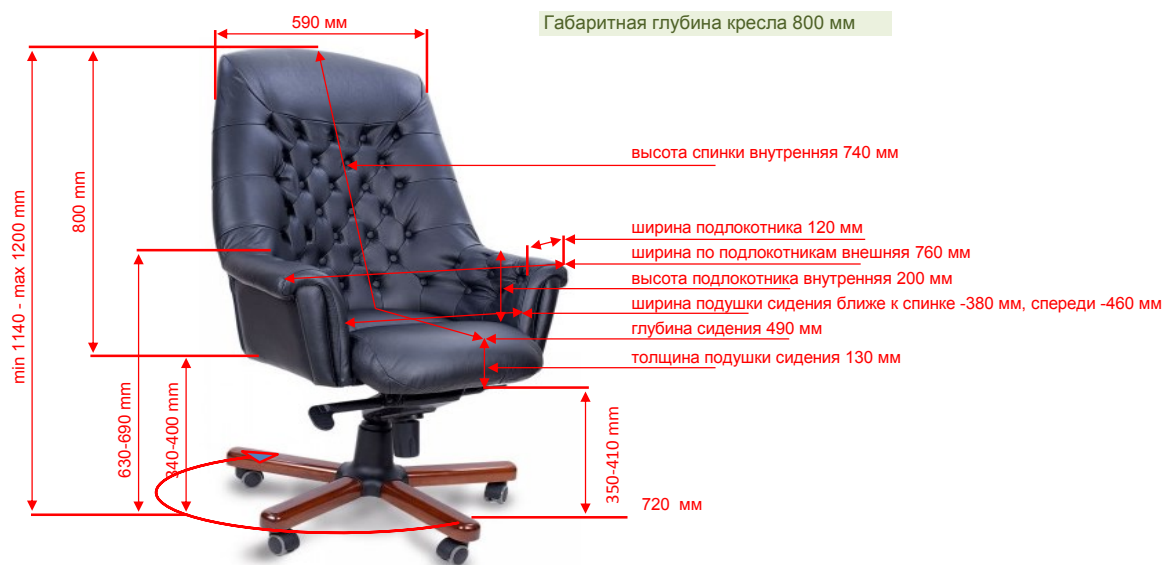 590 мм
Габаритная глубина кресла 800 мм
min 1140 - max 1200 mm
800 mm
высота спинки внутренняя 740 мм
ширина подлокотника 120 мм
ширина по подлокотникам внешняя 760 мм
высота подлокотника внутренняя 200 мм
ширина подушки сидения ближе к спинке -380 мм, спереди -460 мм
глубина сидения 490 мм
толщина подушки сидения 130 мм
630-690 mm
340-400 mm
350-410 mm
720 мм